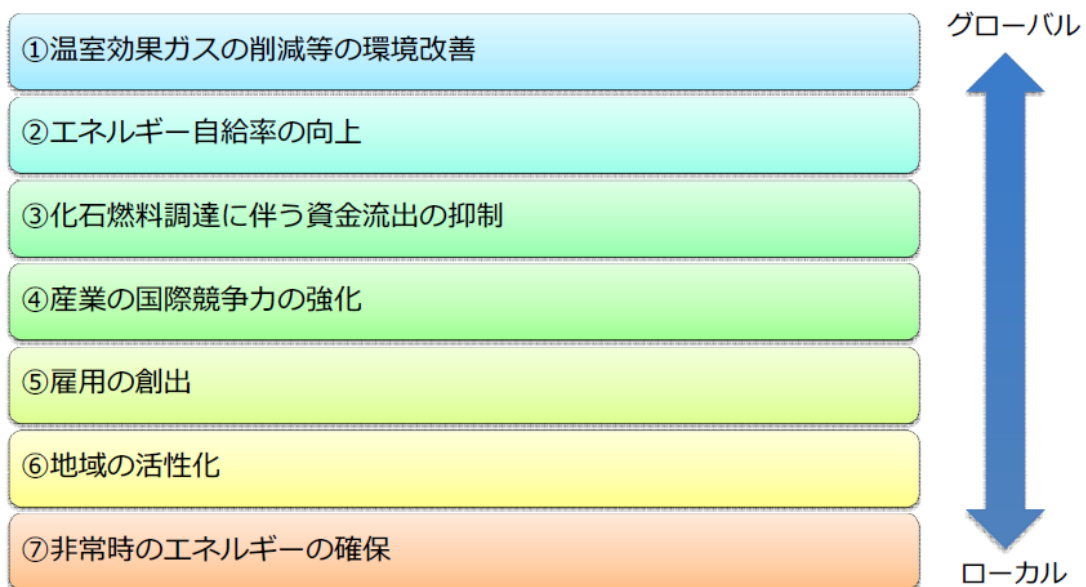 グローバル
①温室効果ガスの削減等の環境改善
②エネルギー自給率の向上
③化石燃料調達に伴う資金流出の抑制
④産業の国際競争力の強化
⑤雇用の創出
⑥地域の活性化
⑦非常時のエネルギーの確保
ローカル